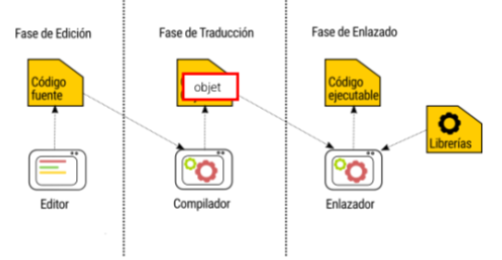 Fase de Edición
Fase de Traducción
Fase de Enlazado
Código
fuente
objet
Código
ejecutable
Librerías
Editor
Compilador
Enlazador